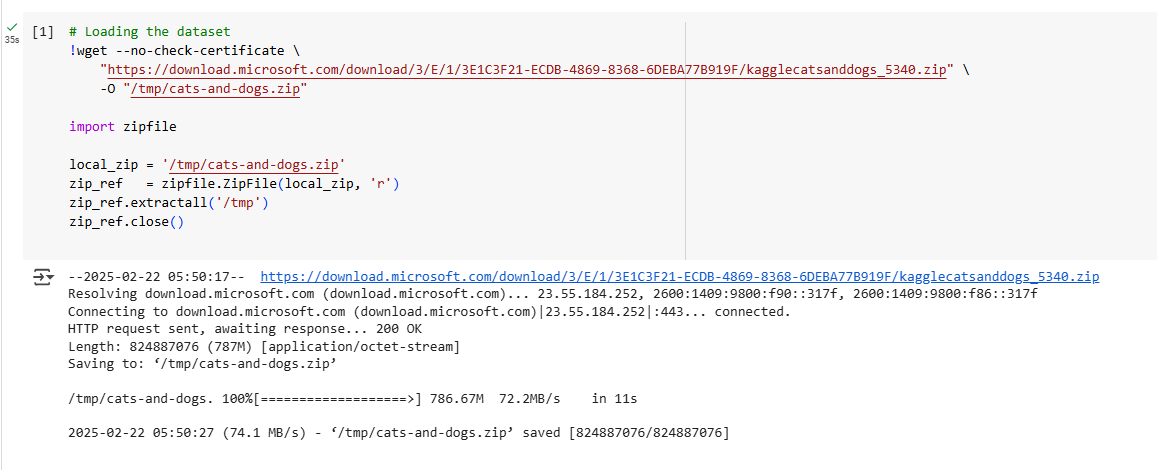 35s
[1] # Loading the dataset
!wget --no-check-certificate \
"https://download.microsoft.com/download/3/E/1/3E1C3F21-ECDB-4869-8368-6DEBA77B919F/kagglecatsanddogs_5340.zip" \
-O "/tmp/cats-and-dogs.zip"
import zipfile
local_zip = '/tmp/cats-and-dogs.zip'
zip_ref   = zipfile.ZipFile(local_zip, 'r')
zip_ref.extractall('/tmp')
zip_ref.close()
--2025-02-22 05:50:17--  https://download.microsoft.com/download/3/E/1/3E1C3F21-ECDB-4869-8368-6DEBA77B919F/kagglecatsanddogs_5340.zip
Resolving download.microsoft.com (download.microsoft.com)... 23.55.184.252, 2600:1409:9800:f90::317f, 2600:1409:9800:f86::317f
Connecting to download.microsoft.com (download.microsoft.com)|23.55.184.252|:443... connected.
HTTP request sent, awaiting response... 200 OK
Length: 824887076 (787M) [application/octet-stream]
Saving to: ‘/tmp/cats-and-dogs.zip’
/tmp/cats-and-dogs. 100%[===================>] 786.67M  72.2MB/s    in 11s
2025-02-22 05:50:27 (74.1 MB/s) - ‘/tmp/cats-and-dogs.zip’ saved [824887076/824887076]